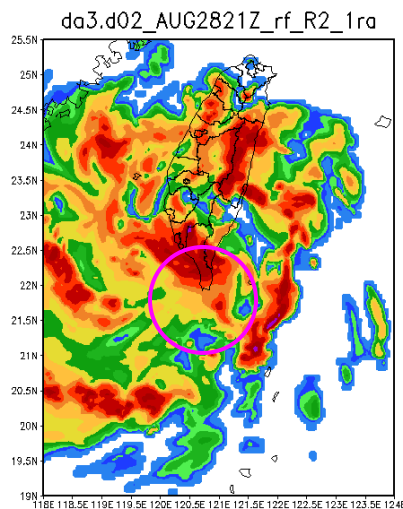 da3.d02_AUG2821Z_rf_R2_1ra
25.5N
25N
24.5N
24N
23.5N
23N
22.5N
22N
21.5N
21N
20.5N
20N
19.5N
19N
118E 118.5E 119E 119.5E 120E 120.5E 121E 121.5E 122E 122.5E 123E 123.5E 124E